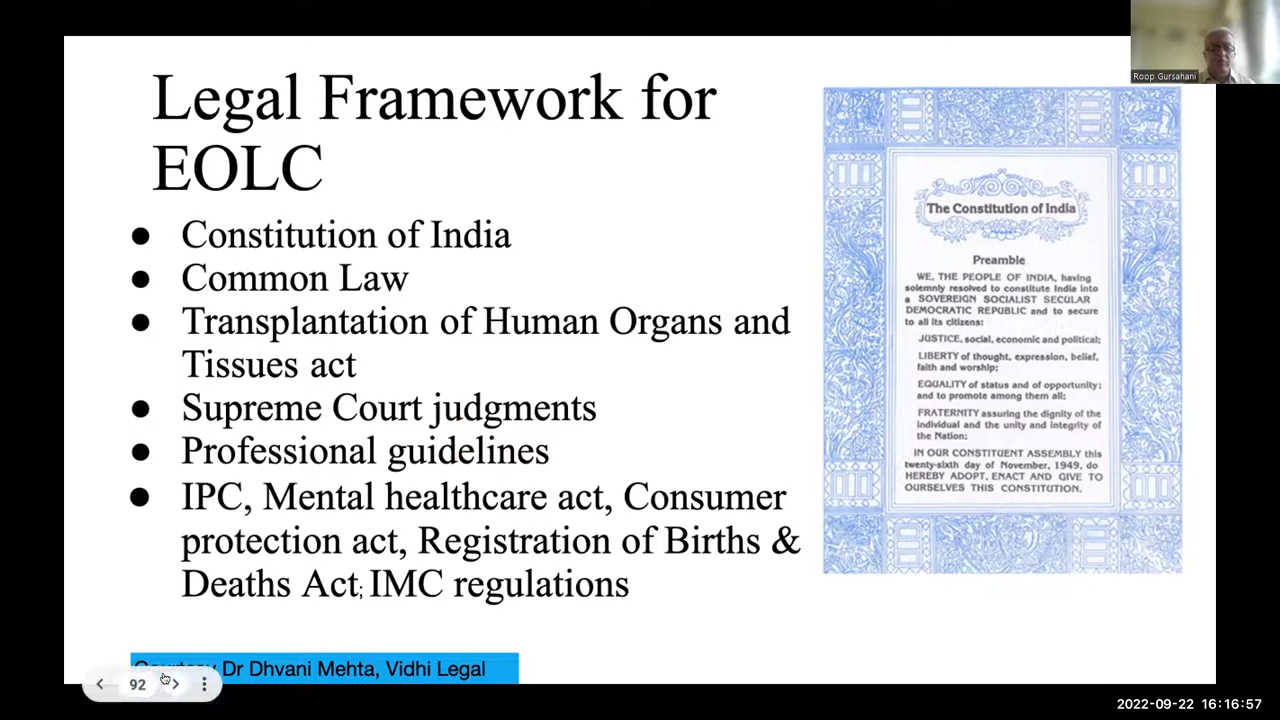 Roop Gursahani
Legal Framework for
EOLC
● Constitution of India
● Common Law
● Transplantation of Human Organs and
Tissues act
● Supreme Court judgments
● Professional guidelines
● IPC, Mental healthcare act, Consumer
protection act, Registration of Births &
Deaths Act; IMC regulations
The Constitution of India
Preamble
WE, THE PEOPLE OF INDIA, having
solemnly resolved to constitute India into
a SOVEREIGN SOCIALIST SECULAR
DEMOCRATIC REPUBLIC and to secure
to all its citizens:
JUSTICE, social, economic and political;
LIBERTY of thought, expression, belief,
faith and worship;
EQUALITY of status and of opportunity;
and to promote among them all;
FRATERNITY assuring the dignity of the
individual and the unity and integrity of
the Nation;
IN OUR CONSTITUENT ASSEMBLY this
twenty-sixth day of November, 1949, do
HEREBY ADOPT, ENACT AND GIVE TO
OURSELVES THIS CONSTITUTION.
Courtesy Dr Dhvani Mehta, Vidhi Legal
92
2022-09-22 16:16:57